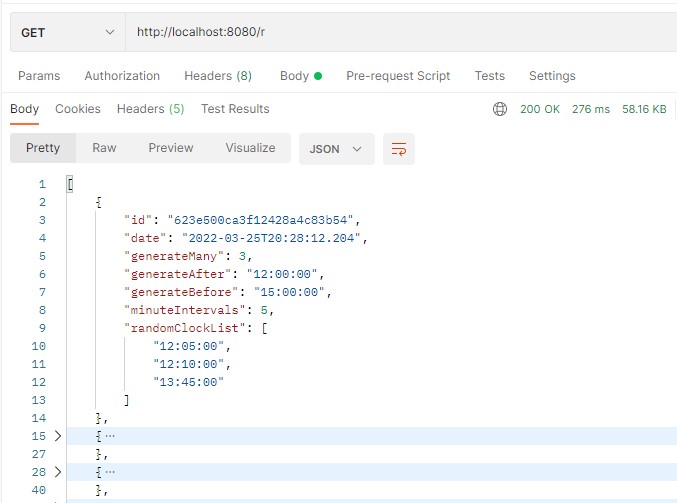 GET http://localhost:8080/r
Params Authorization Headers (8) Body Pre-request Script Tests Settings
Body Cookies Headers (5) Test Results 200 OK 276 ms 58.16 KB
Pretty Raw Preview Visualize JSON
1 [
2 {
3 "id": "623e500ca3f12428a4c83b54",
4 "date": "2022-03-25T20:28:12.204",
5 "generateMany": 3,
6 "generateAfter": "12:00:00",
7 "generateBefore": "15:00:00",
8 "minuteIntervals": 5,
9 "randomClockList": [
10 "12:05:00",
11 "12:10:00",
12 "13:45:00"
13 ]
14 },
15 { ...
27 },
28 { ...
40 },